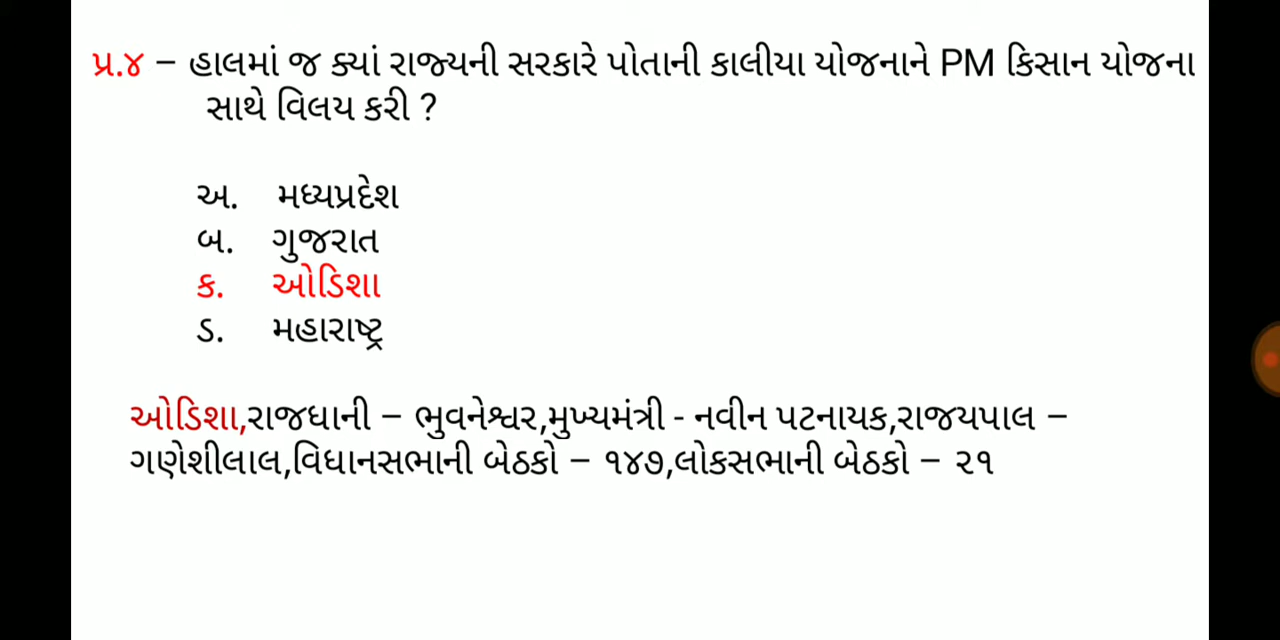 પ્ર.૪ – હાલમાં જ ક્યાં રાજ્યની સરકારે પોતાની કાલીયા યોજનાને PM કિસાન યોજના
સાથે વિલય કરી ?
અ. મધ્યપ્રદેશ
બ. ગુજરાત
ક. ઓડિશા
ડ. મહારાષ્ટ્ર
ઓડિશા,રાજધાની – ભુવનેશ્વર,મુખ્યમંત્રી - નવીન પટનાયક,રાજયપાલ –
ગણેશીલાલ,વિધાનસભાની બેઠકો – ૧૪૭,લોકસભાની બેઠકો – ૨૧